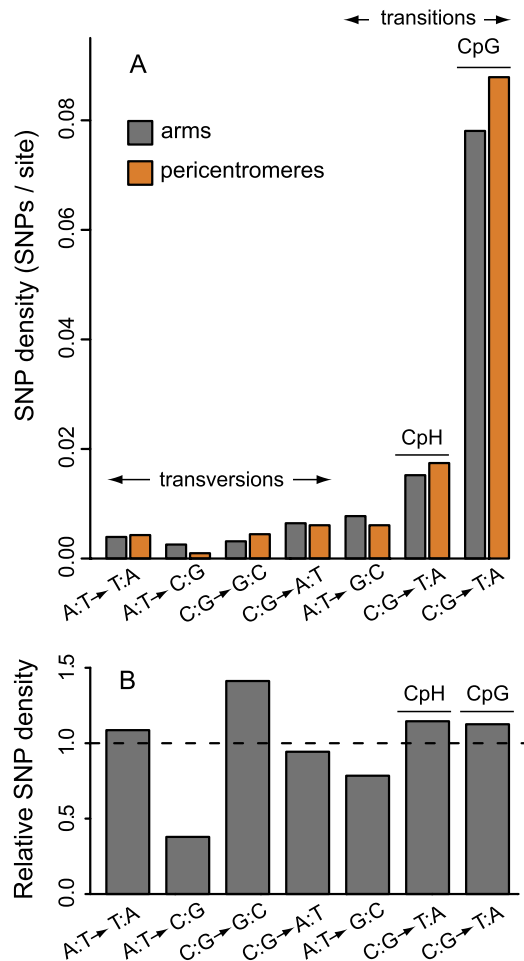 transitions
A
CpG
arms
pericentromeres
SNP density (SNPs / site)
0.08
0.06
0.04
0.02
0.00
CpH
transversions
A:T→T:A
A:T→C:G
C:G→G:C
C:G→A:T
A:T→G:C
C:G→T:A
C:G→T:A
B
CpH
CpG
Relative SNP density
1.5
1.0
0.5
0.0
A:T→T:A
A:T→C:G
C:G→G:C
C:G→A:T
A:T→G:C
C:G→T:A
C:G→T:A